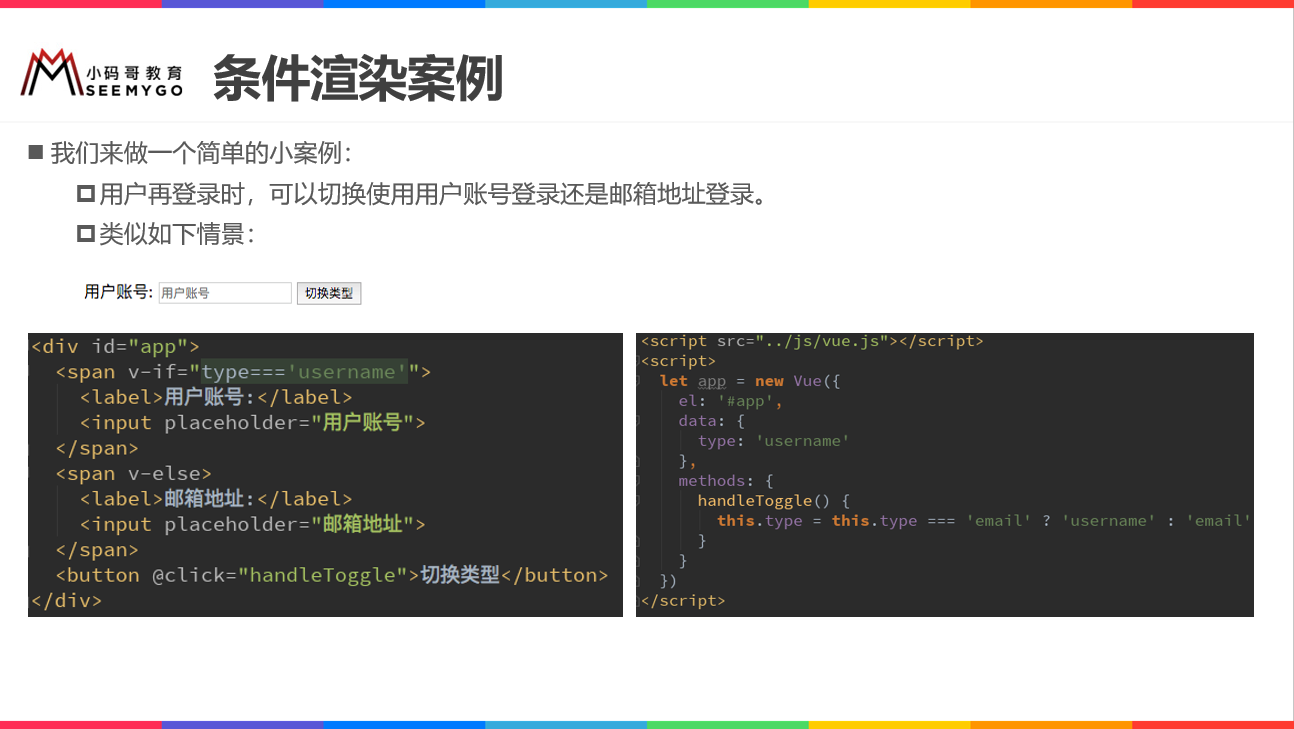 小码哥教育
SEEMYGO
条件渲染案例
我们来做一个简单的小案例：
用户再登录时，可以切换使用用户账号登录还是邮箱地址登录。
类似如下情景：
用户账号: 用户账号 切换类型
<div id="app">
  <span v-if="type==='username'">
    <label>用户账号:</label>
    <input placeholder="用户账号">
  </span>
  <span v-else>
    <label>邮箱地址:</label>
    <input placeholder="邮箱地址">
  </span>
  <button @click="handleToggle">切换类型</button>
</div>
<script src="../js/vue.js"></script>
<script>
  let app = new Vue({
    el: '#app',
    data: {
      type: 'username'
    },
    methods: {
      handleToggle() {
        this.type = this.type === 'email' ? 'username' : 'email'
      }
    }
  })
</script>